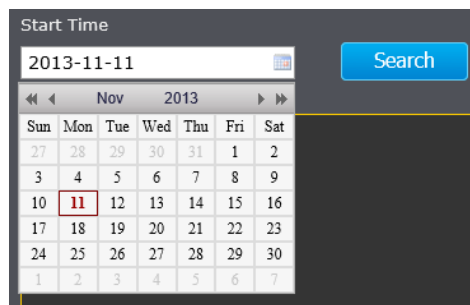 Start Time
2013-11-11
Search
Nov 2013
Sun Mon Tue Wed Thu Fri Sat
27 28 29 30 31 1 2
3 4 5 6 7 8 9
10 11 12 13 14 15 16
17 18 19 20 21 22 23
24 25 26 27 28 29 30
1 2 3 4 5 6 7